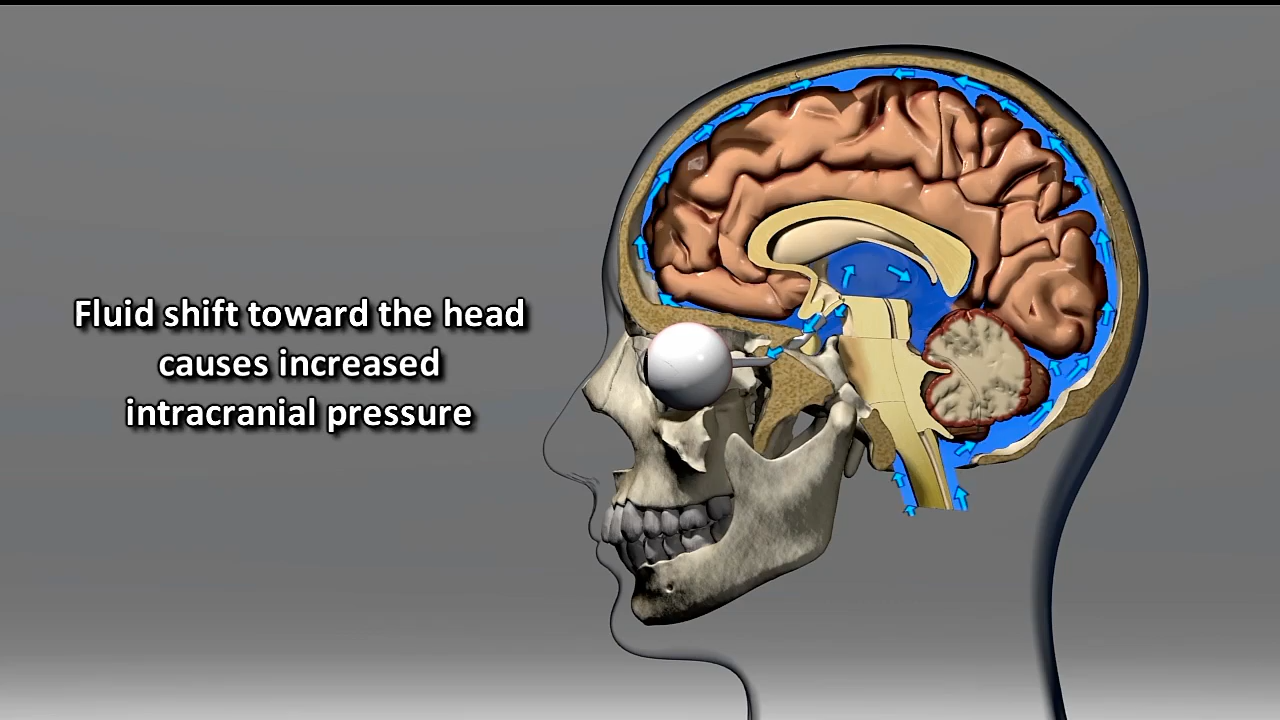 Fluid shift toward the head
causes increased
intracranial pressure